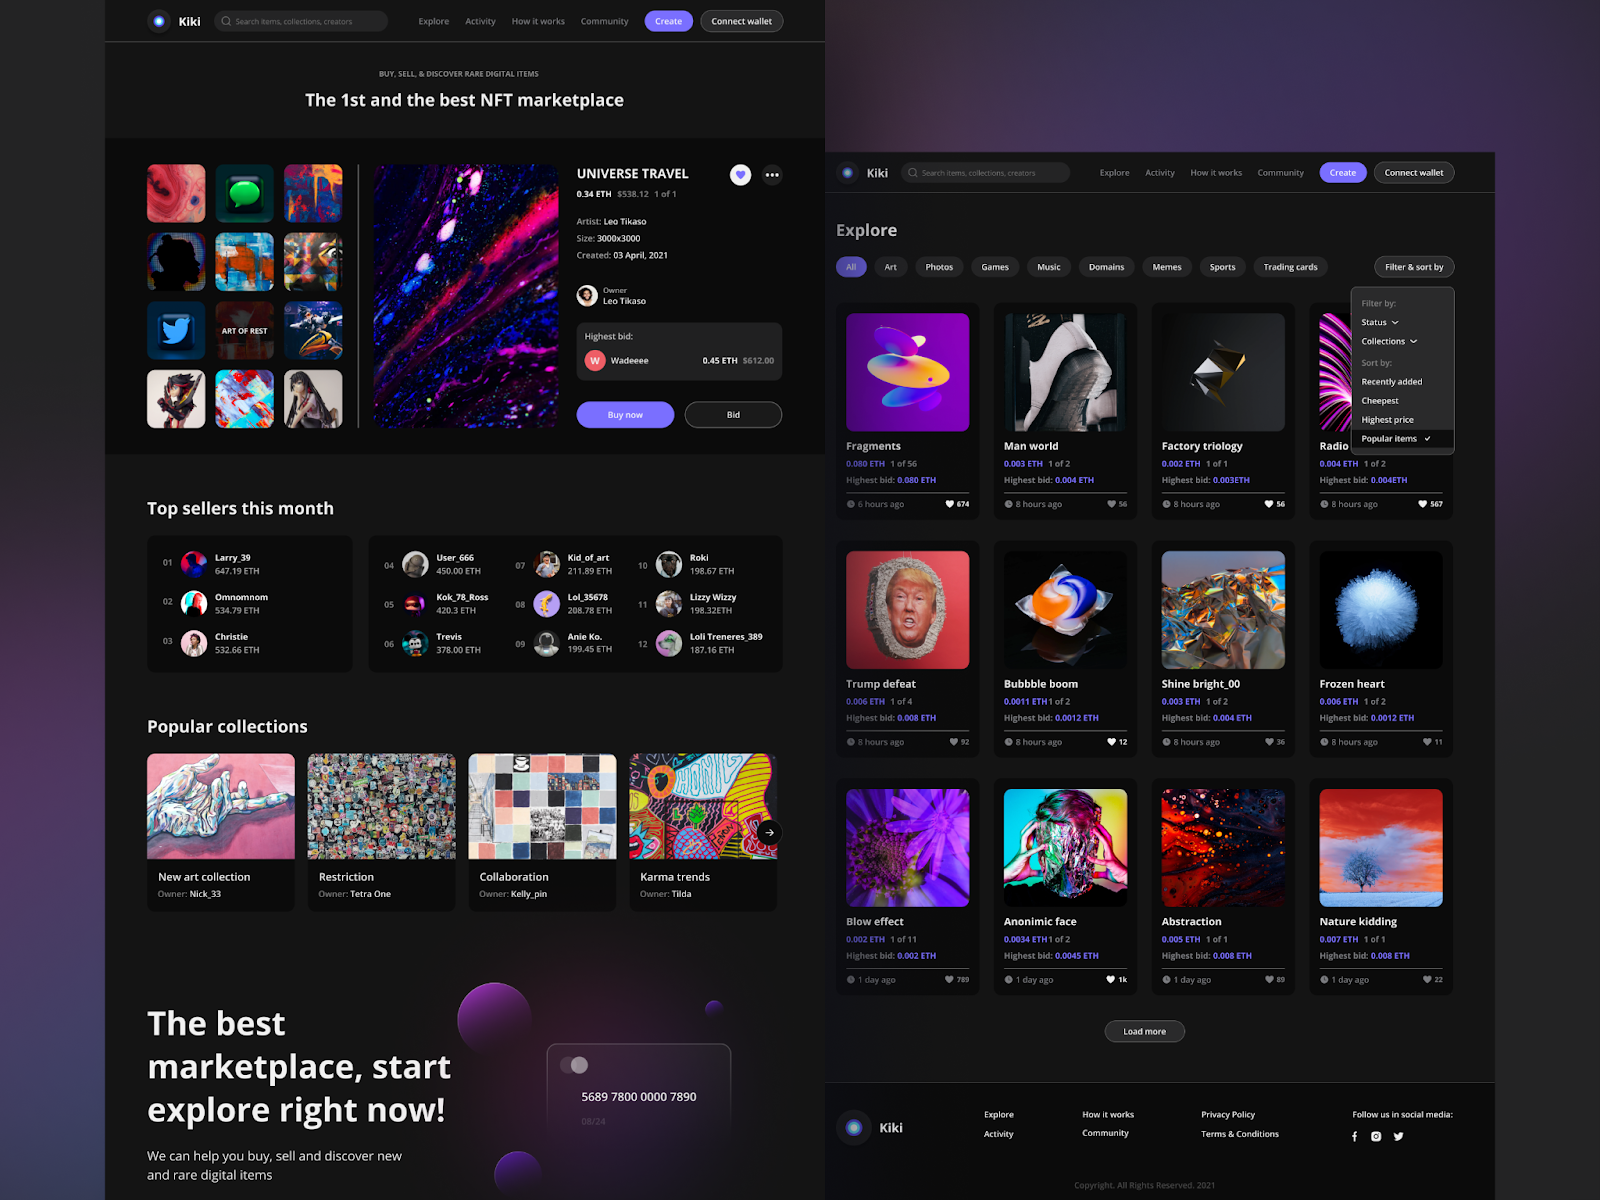 Kiki
Search items, collections, creators
Explore
Activity
How it works
Community
Create
Connect wallet
BUY, SELL, & DISCOVER RARE DIGITAL ITEMS
The 1st and the best NFT marketplace
ART OF REST
UNIVERSE TRAVEL
0.34 ETH $538.12 1 of 1
Artist: Leo Tikaso
Size: 3000x3000
Created: 03 April, 2021
Owner
Leo Tikaso
Highest bid:
W Wadeeee 0.45 ETH $612.00
Buy now
Bid
Top sellers this month
01 Larry_39
647.19 ETH
02 Omnomnom
534.79 ETH
03 Christie
532.66 ETH
04 User_666
450.00 ETH
05 Kok_78_Ross
420.3 ETH
06 Trevis
378.00 ETH
07 Kid_of_art
211.89 ETH
08 Lol_35678
208.78 ETH
09 Anie Ko.
199.45 ETH
10 Roki
198.67 ETH
11 Lizzy Wizzy
198.32ETH
12 Loli Treneres_389
187.16 ETH
Popular collections
New art collection
Owner: Nick_33
Restriction
Owner: Tetra One
Collaboration
Owner: Kelly_pin
Karma trends
Owner: Tilda
The best
marketplace, start
explore right now!
We can help you buy, sell and discover new
and rare digital items
5689 7800 0000 7890
08/24
Kiki
Search items, collections, creators
Explore
Activity
How it works
Community
Create
Connect wallet
Explore
All
Art
Photos
Games
Music
Domains
Memes
Sports
Trading cards
Filter & sort by
Filter by:
Status
Collections
Sort by:
Recently added
Cheepest
Highest price
Popular items
Fragments
0.080 ETH 1 of 56
Highest bid: 0.080 ETH
6 hours ago 674
Man world
0.003 ETH 1 of 2
Highest bid: 0.004 ETH
8 hours ago 56
Factory triology
0.002 ETH 1 of 1
Highest bid: 0.003ETH
8 hours ago 56
Radio
0.004 ETH 1 of 2
Highest bid: 0.004ETH
8 hours ago 567
Trump defeat
0.006 ETH 1 of 4
Highest bid: 0.008 ETH
8 hours ago 92
Bubbble boom
0.0011 ETH 1 of 2
Highest bid: 0.0012 ETH
8 hours ago 12
Shine bright_00
0.003 ETH 1 of 2
Highest bid: 0.004 ETH
8 hours ago 36
Frozen heart
0.006 ETH 1 of 2
Highest bid: 0.0012 ETH
8 hours ago 11
Blow effect
0.002 ETH 1 of 11
Highest bid: 0.002 ETH
1 day ago 789
Anonimic face
0.0034 ETH 1 of 2
Highest bid: 0.0045 ETH
1 day ago 1k
Abstraction
0.005 ETH 1 of 1
Highest bid: 0.008 ETH
1 day ago 89
Nature kidding
0.007 ETH 1 of 1
Highest bid: 0.008 ETH
1 day ago 22
Load more
Kiki
Explore
Activity
How it works
Community
Privacy Policy
Terms & Conditions
Follow us in social media:
Copyright. All Rights Reserved. 2021